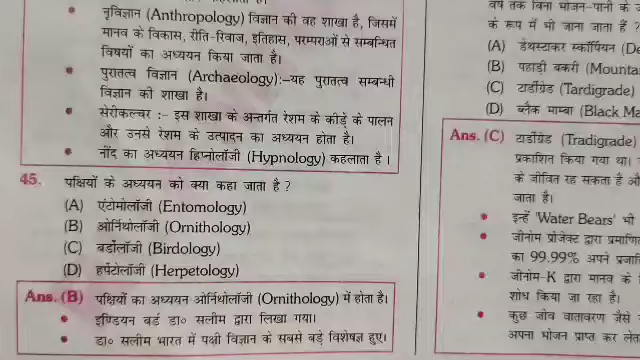 नृविज्ञान (Anthropology) विज्ञान की वह शाखा है, जिसमें
मानव के विकास, रीति-रिवाज, इतिहास, परम्पराओं से सम्बन्धित
विषयों का अध्ययन किया जाता है।
पुरातत्व विज्ञान (Archaeology):–यह पुरातत्व सम्बन्धी
विज्ञान की शाखा है।
सेरीकल्चर :– इस शाखा के अन्तर्गत रेशम के कीड़े के पालन
और उनसे रेशम के उत्पादन का अध्ययन होता है।
नींद का अध्ययन हिप्नोलॉजी (Hypnology) कहलाता है ।
45. पक्षियों के अध्ययन को क्या कहा जाता है ?
(A) एंटोमोलॉजी (Entomology)
(B) ओर्निथोलॉजी (Ornithology)
(C) बर्डोलॉजी (Birdology)
(D) हर्पेटोलॉजी (Herpetology)
Ans. (B) पक्षियों का अध्ययन ओर्निथोलॉजी (Ornithology) में होता है।
इण्डियन बर्ड डा० सलीम द्वारा लिखा गया।
डा० सलीम भारत में पक्षी विज्ञान के सबसे बड़े विशेषज्ञ हुए।
वर्ष तक बिना भोजन-पानी के
के रूप में भी जाना जाता हैं ?
(A) डेथस्टाकर स्कॉर्पियन (De
(B) पहाड़ी बकरी (Mounta
(C) टार्डीग्रेड (Tardigrade)
(D) ब्लैक माम्बा (Black Ma
Ans. (C) टार्डीग्रेड (Tradigrade)
प्रकाशित किया गया था।
के जीवित रह सकता है औ
जाता है।
इन्हें 'Water Bears' भी
जीनोम प्रोजेक्ट द्वारा प्रमाणि
का 99.99% अपने प्रजा
जीनोम-K द्वारा मानव के
शोध किया जा रहा है।
कुछ जीव वातावरण जैसे
अपना भोजन प्राप्त कर लेत